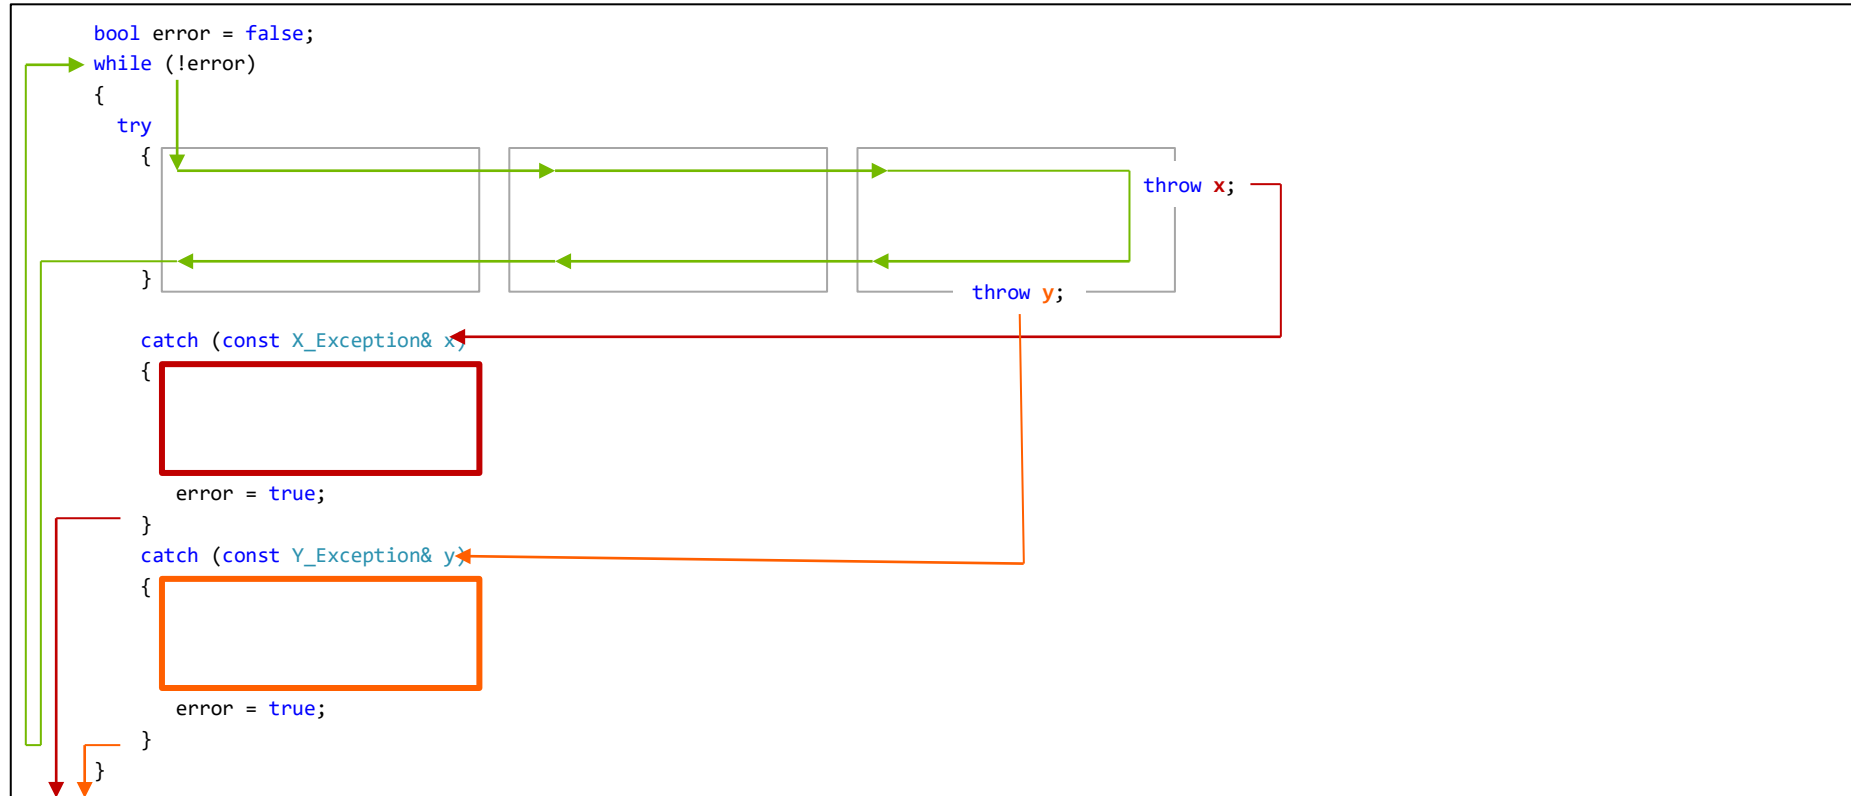 bool error = false;
while (!error)
{
try
{
throw x;
}
throw y;
catch (const X_Exception& x)
{
error = true;
}
catch (const Y_Exception& y)
{
error = true;
}
}